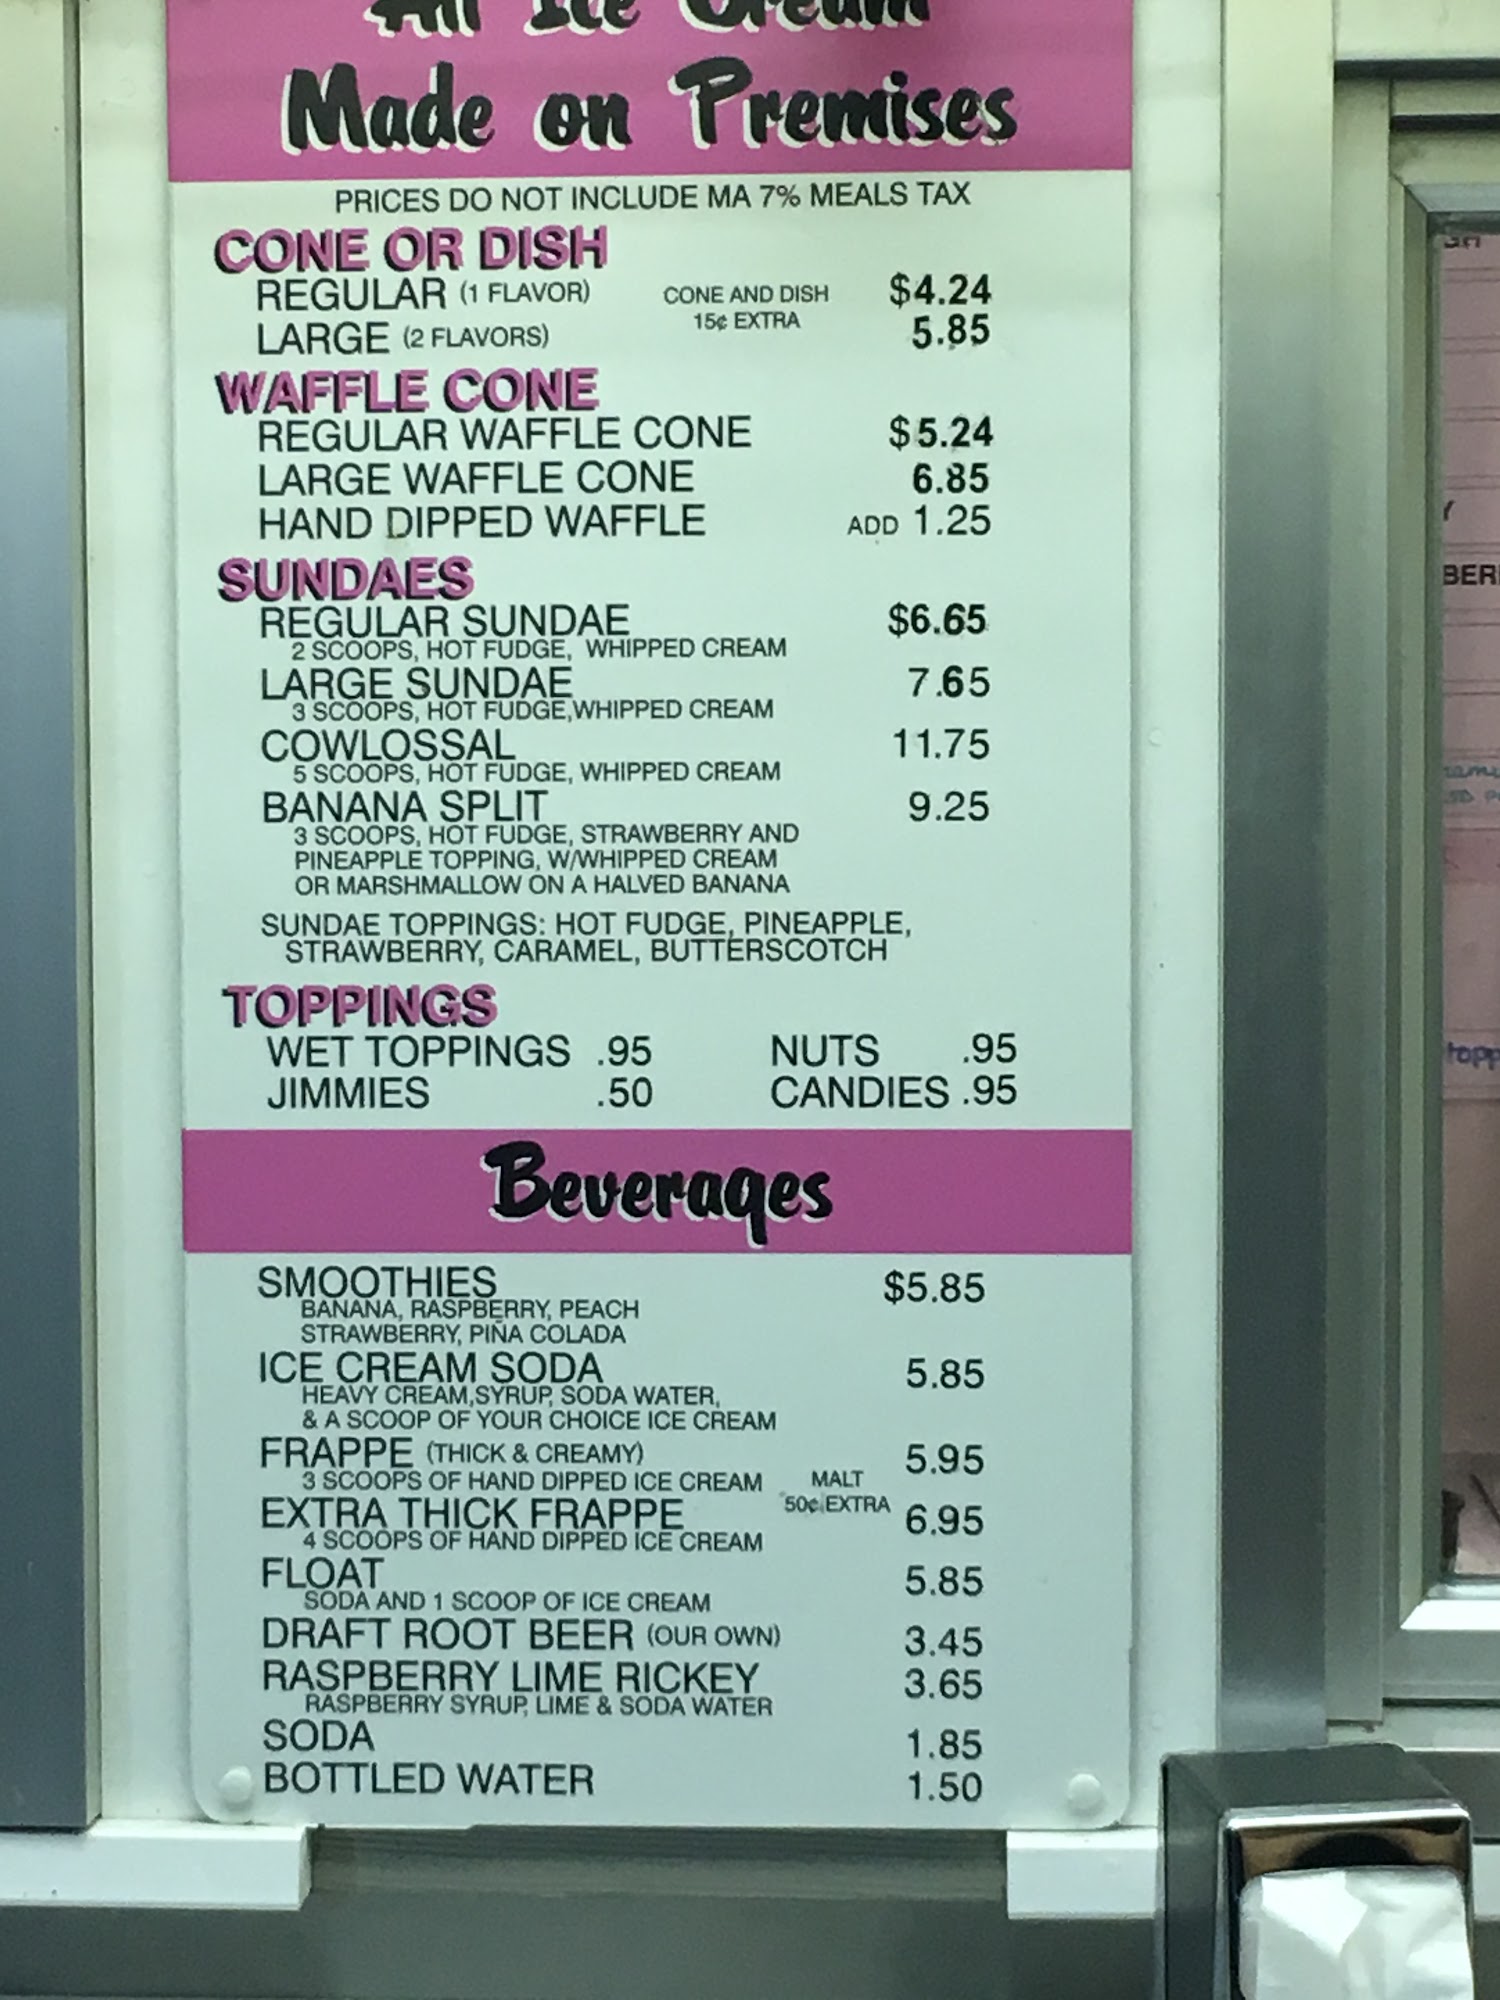 All Ice Cream
Made on Premises
PRICES DO NOT INCLUDE MA 7% MEALS TAX
CONE OR DISH
REGULAR (1 FLAVOR) CONE AND DISH $4.24
15¢ EXTRA
LARGE (2 FLAVORS) 5.85
WAFFLE CONE
REGULAR WAFFLE CONE $5.24
LARGE WAFFLE CONE 6.85
HAND DIPPED WAFFLE ADD 1.25
SUNDAES
REGULAR SUNDAE $6.65
2 SCOOPS, HOT FUDGE, WHIPPED CREAM
LARGE SUNDAE 7.65
3 SCOOPS, HOT FUDGE,WHIPPED CREAM
COWLOSSAL 11.75
5 SCOOPS, HOT FUDGE, WHIPPED CREAM
BANANA SPLIT 9.25
3 SCOOPS, HOT FUDGE, STRAWBERRY AND
PINEAPPLE TOPPING, W/WHIPPED CREAM
OR MARSHMALLOW ON A HALVED BANANA
SUNDAE TOPPINGS: HOT FUDGE, PINEAPPLE,
STRAWBERRY, CARAMEL, BUTTERSCOTCH
TOPPINGS
WET TOPPINGS .95 NUTS .95
JIMMIES .50 CANDIES .95
Beverages
SMOOTHIES $5.85
BANANA, RASPBERRY, PEACH
STRAWBERRY, PIÑA COLADA
ICE CREAM SODA 5.85
HEAVY CREAM,SYRUP, SODA WATER,
& A SCOOP OF YOUR CHOICE ICE CREAM
FRAPPE (THICK & CREAMY) 5.95
3 SCOOPS OF HAND DIPPED ICE CREAM MALT
50¢ EXTRA
EXTRA THICK FRAPPE 6.95
4 SCOOPS OF HAND DIPPED ICE CREAM
FLOAT 5.85
SODA AND 1 SCOOP OF ICE CREAM
DRAFT ROOT BEER (OUR OWN) 3.45
RASPBERRY LIME RICKEY 3.65
RASPBERRY SYRUP, LIME & SODA WATER
SODA 1.85
BOTTLED WATER 1.50